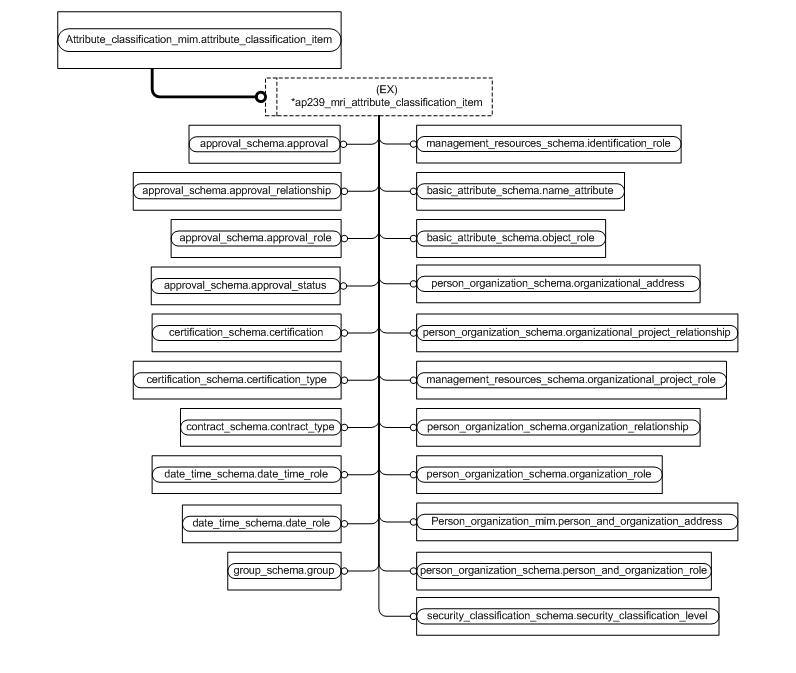 Attribute_classification_mim.attribute_classification_item
(EX)
*ap239_mri_attribute_classification_item
approval_schema.approval
management_resources_schema.identification_role
approval_schema.approval_relationship
basic_attribute_schema.name_attribute
approval_schema.approval_role
basic_attribute_schema.object_role
approval_schema.approval_status
person_organization_schema.organizational_address
certification_schema.certification
person_organization_schema.organizational_project_relationship
certification_schema.certification_type
management_resources_schema.organizational_project_role
contract_schema.contract_type
person_organization_schema.organization_relationship
date_time_schema.date_time_role
person_organization_schema.organization_role
date_time_schema.date_role
Person_organization_mim.person_and_organization_address
group_schema.group
person_organization_schema.person_and_organization_role
security_classification_schema.security_classification_level